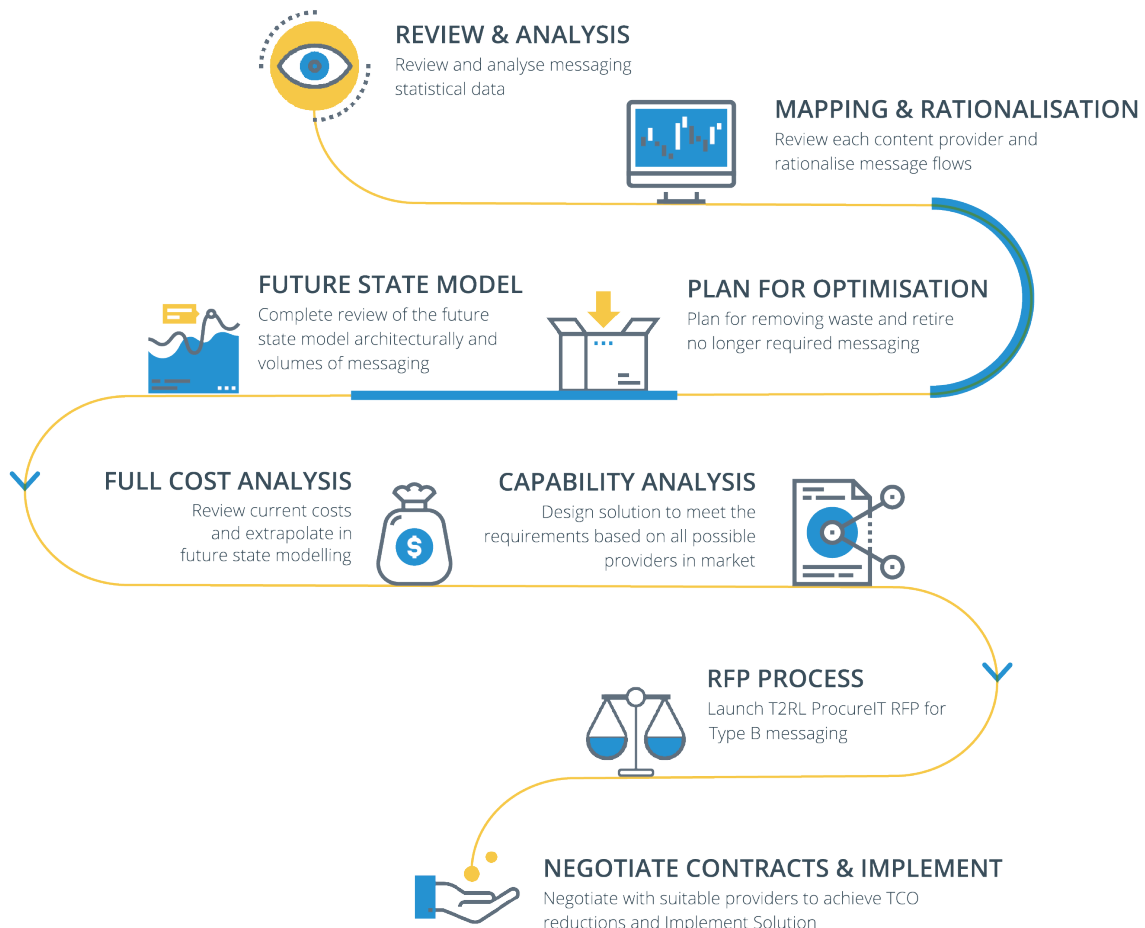 REVIEW & ANALYSIS
Review and analyse messaging
statistical data
MAPPING & RATIONALISATION
Review each content provider and
rationalise message flows
PLAN FOR OPTIMISATION
Plan for removing waste and retire
no longer required messaging
FUTURE STATE MODEL
Complete review of the future
state model architecturally and
volumes of messaging
FULL COST ANALYSIS
Review current costs
and extrapolate in
future state modelling
$
CAPABILITY ANALYSIS
Design solution to meet the
requirements based on all possible
providers in market
RFP PROCESS
Launch T2RL ProcureIT RFP for
Type B messaging
NEGOTIATE CONTRACTS & IMPLEMENT
Negotiate with suitable providers to achieve TCO
reductions and Implement Solution